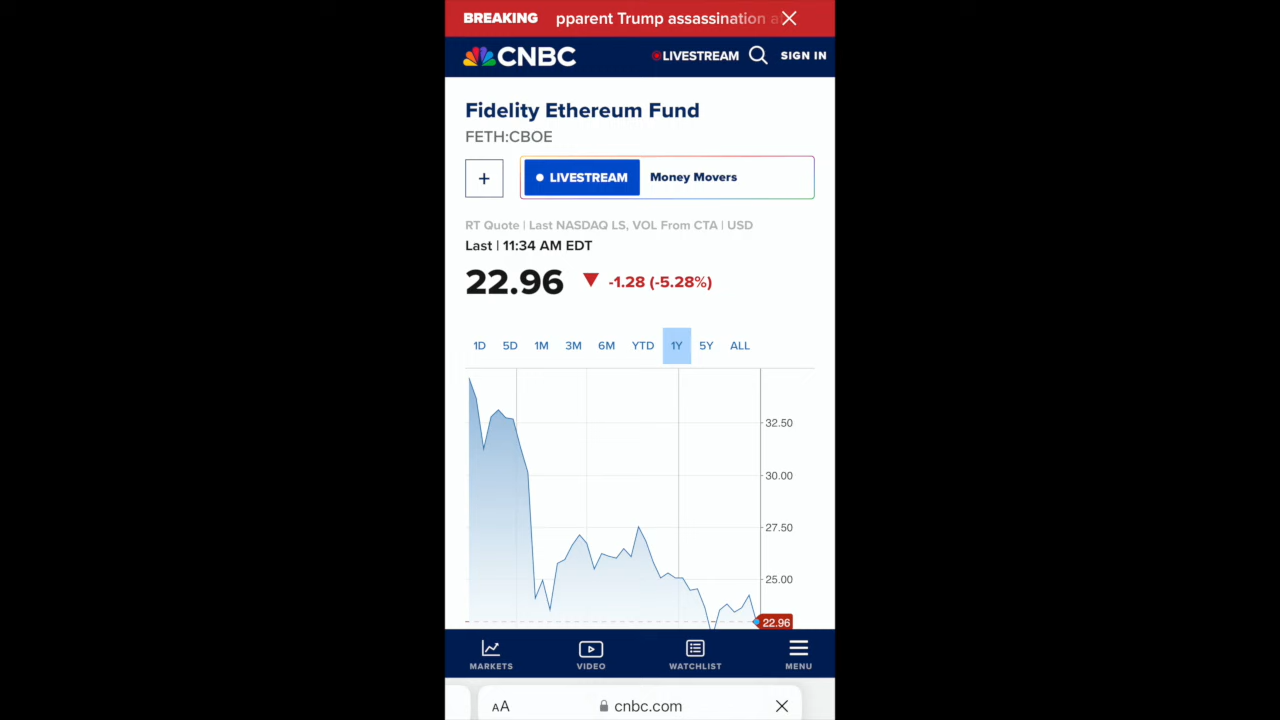 BREAKING pparent Trump assassination a
CNBC LIVESTREAM SIGN IN
Fidelity Ethereum Fund
FETH:CBOE
+ LIVESTREAM Money Movers
RT Quote | Last NASDAQ LS, VOL From CTA | USD
Last | 11:34 AM EDT
22.96 -1.28 (-5.28%)
1D 5D 1M 3M 6M YTD 1Y 5Y ALL
32.50
30.00
27.50
25.00
22.96
MARKETS VIDEO WATCHLIST MENU
AA cnbc.com